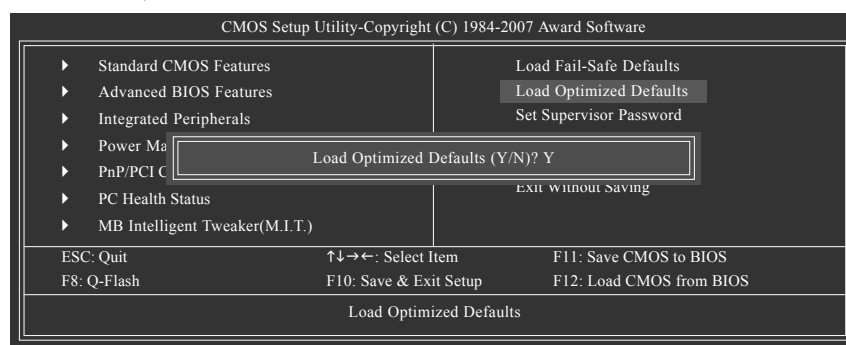 CMOS Setup Utility-Copyright (C) 1984-2007 Award Software
Standard CMOS Features
Advanced BIOS Features
Integrated Peripherals
Power Ma
PnP/PCI C
PC Health Status
MB Intelligent Tweaker(M.I.T.)
Load Fail-Safe Defaults
Load Optimized Defaults
Set Supervisor Password
Exit Without Saving
Load Optimized Defaults (Y/N)? Y
ESC: Quit ↑↓→←: Select Item F11: Save CMOS to BIOS
F8: Q-Flash F10: Save & Exit Setup F12: Load CMOS from BIOS
Load Optimized Defaults